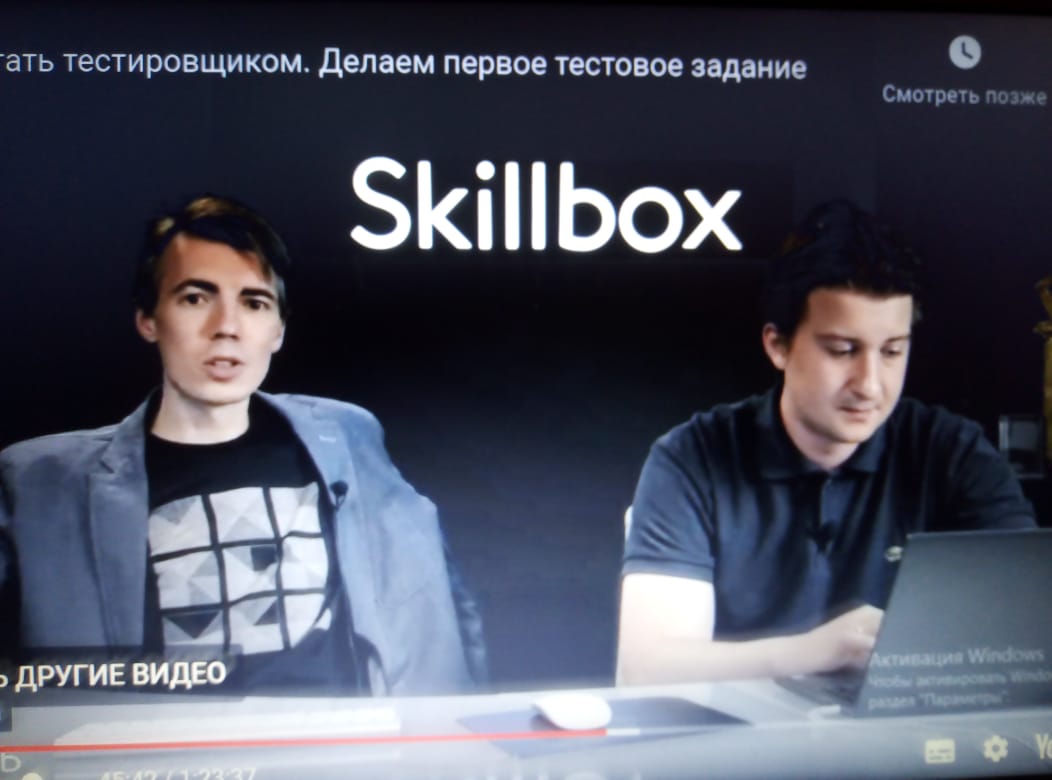 тать тестировщиком. Делаем первое тестовое задание
Смотреть позже
Skillbox
Ь ДРУГИЕ ВИДЕО
Активация Windows
Чтобы активировать Windo
раздел "Параметры".
45:42 / 1:23:37